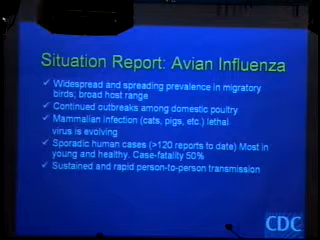 Situation Report: Avian Influenza
✓ Widespread and spreading prevalence in migratory
birds; broad host range
✓ Continued outbreaks among domestic poultry
✓ Mammalian infection (cats, pigs, etc.) lethal
virus is evolving
✓ Sporadic human cases (>120 reports to date) Most in
young and healthy. Case-fatality 50%
✓ Sustained and rapid person-to-person transmission
CDC